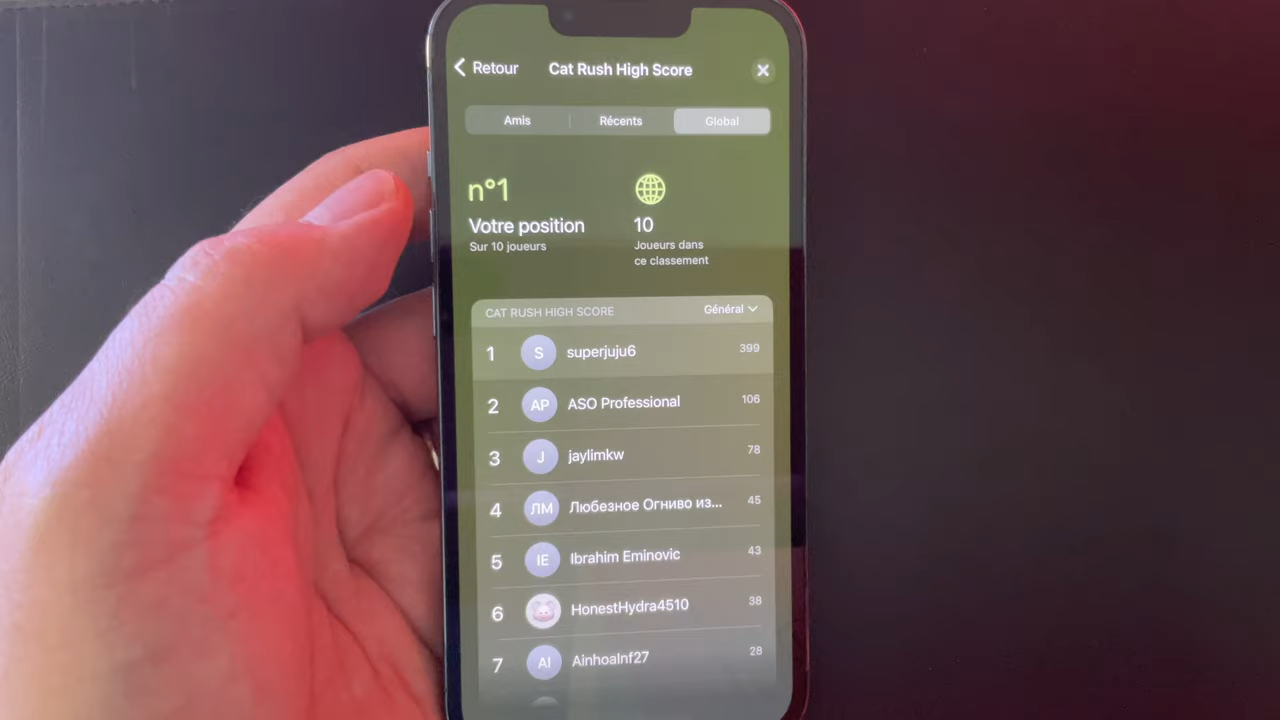 Retour
Cat Rush High Score
Amis
Récents
Global
n°1
Votre position
Sur 10 joueurs
10
Joueurs dans
ce classement
CAT RUSH HIGH SCORE
Général
1 S superjuju6 399
2 AP ASO Professional 106
3 J jaylimkw 78
4 ЛМ Любезное Огниво из... 45
5 IE Ibrahim Eminovic 43
6 HonestHydra4510 38
7 AI Ainhoalnf27 28